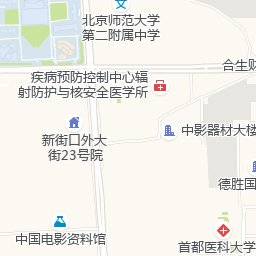 北京师范大学
第二附属中学
合生财
疾病预防控制中心辐
射防护与核安全医学所
新街口外大
街23号院
中影器材大楼
德胜国
中国电影资料馆
首都医科大学